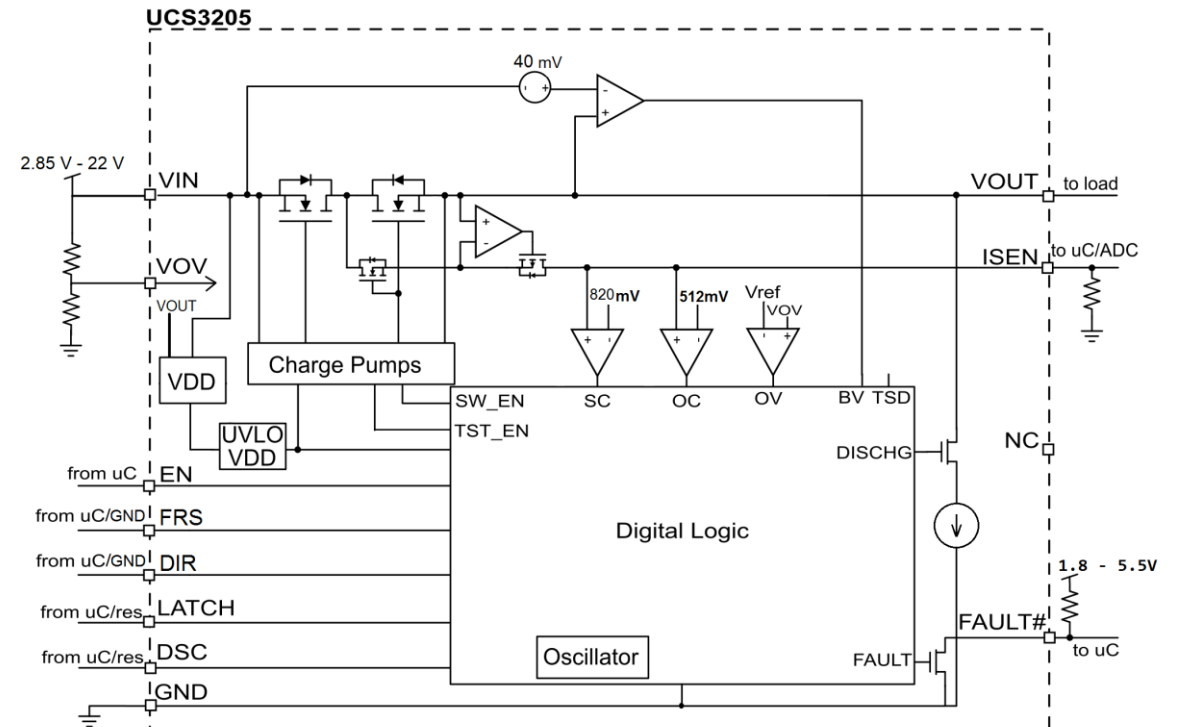 UCS3205
40 mV
- +
-
+
2.85 V - 22 V
VIN
VOUT
to load
+
-
ISEN
to uC/ADC
VOV
VOUT
820mV
512mV
Vref
VOV
+ -
+ -
- +
Charge Pumps
VDD
SW_EN
SC
OC
OV
BV
TSD
UVLO
VDD
TST_EN
NC
DISCHG
from uC
EN
from uC/GND
FRS
Digital Logic
from uC/GND
DIR
1.8 - 5.5V
from uC/res
LATCH
FAULT#
to uC
from uC/res
DSC
Oscillator
FAULT
GND